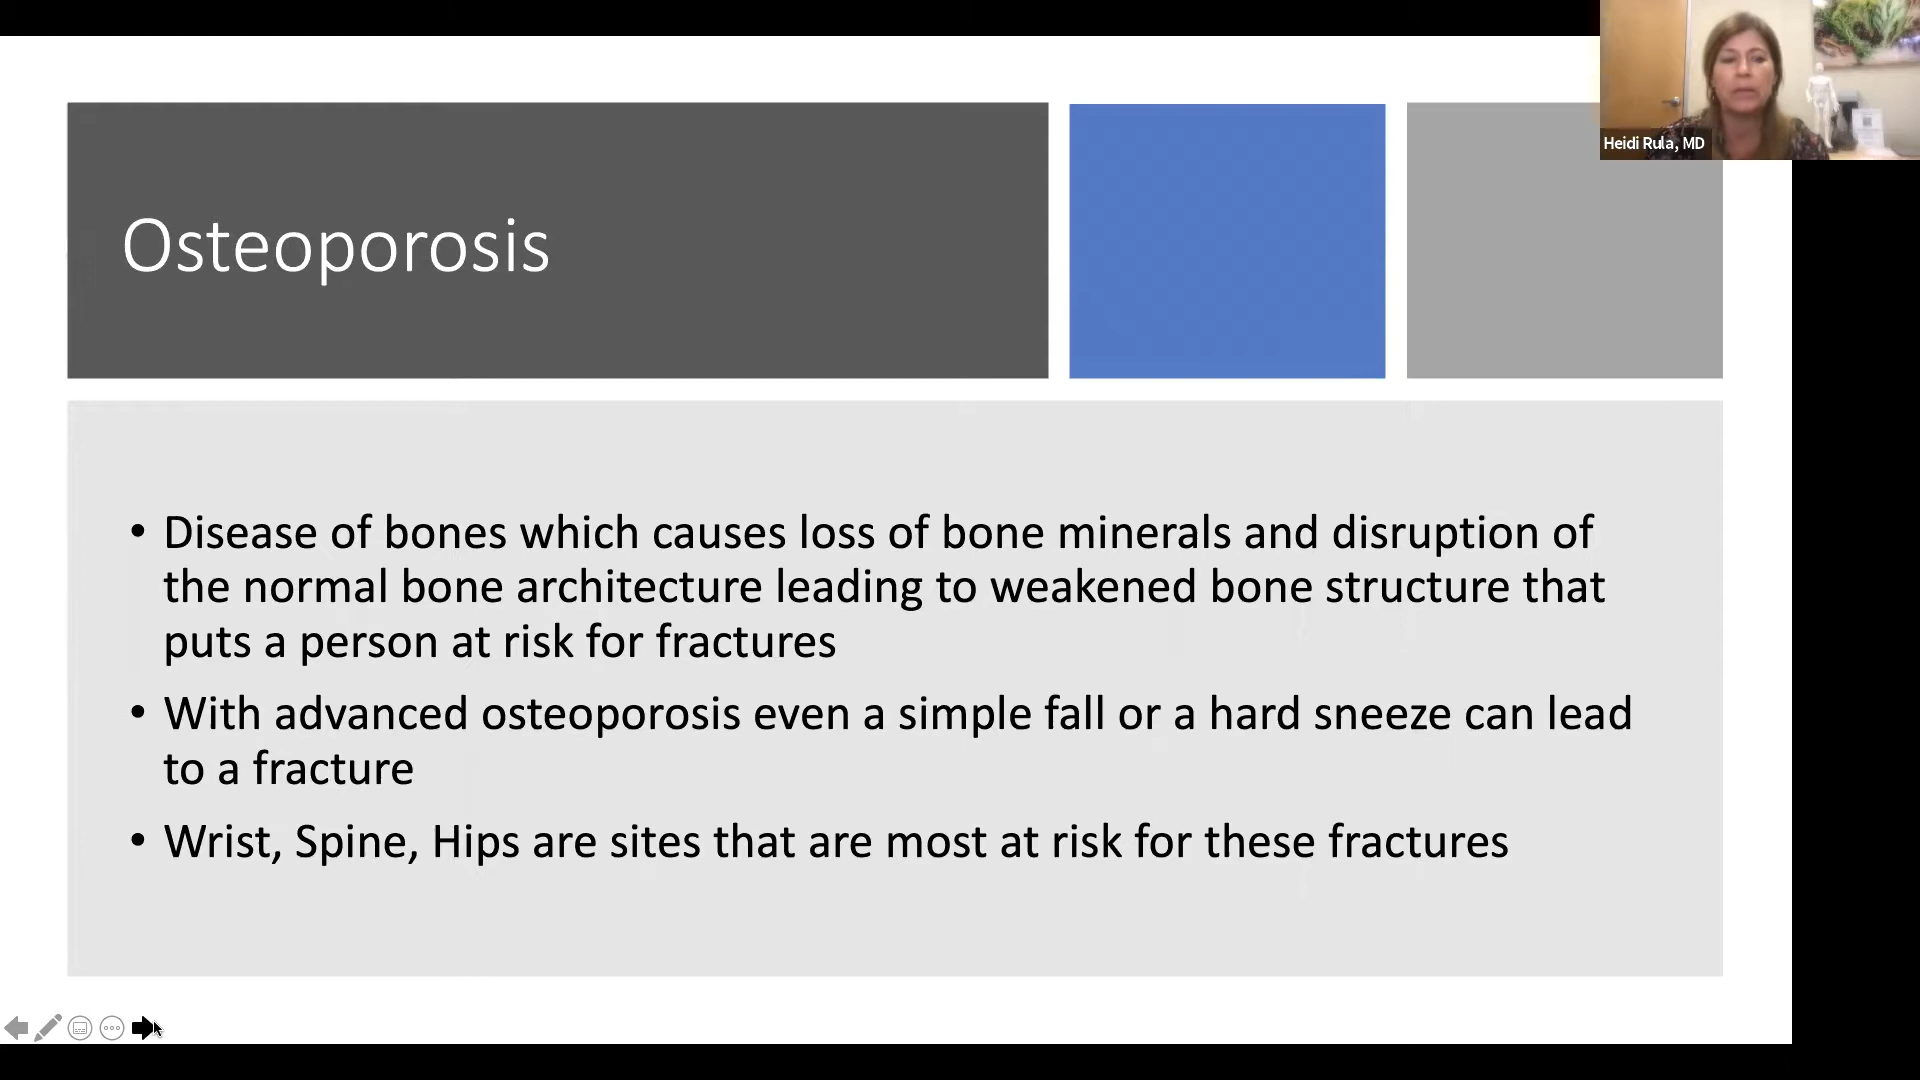 Heidi Rula, MD
Osteoporosis
• Disease of bones which causes loss of bone minerals and disruption of
the normal bone architecture leading to weakened bone structure that
puts a person at risk for fractures
• With advanced osteoporosis even a simple fall or a hard sneeze can lead
to a fracture
• Wrist, Spine, Hips are sites that are most at risk for these fractures